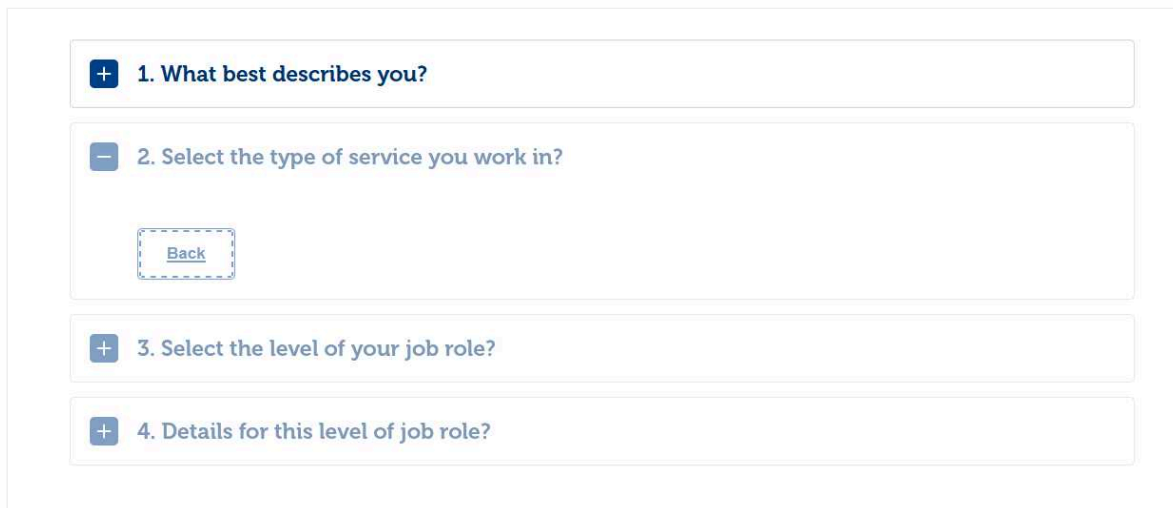 1. What best describes you?
2. Select the type of service you work in?
Back
3. Select the level of your job role?
4. Details for this level of job role?